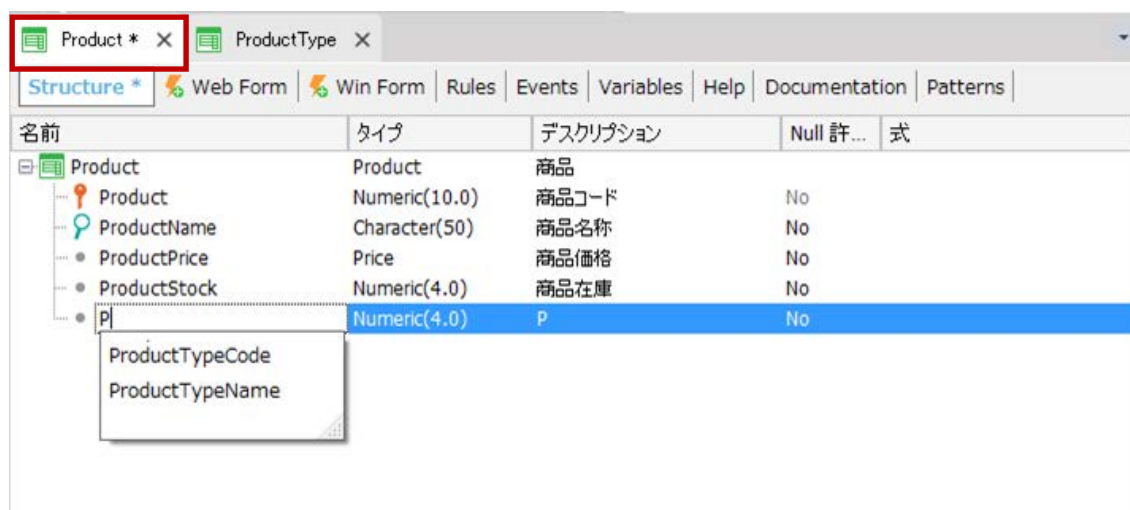 Product * ProductType
Structure * Web Form Win Form Rules Events Variables Help Documentation Patterns
名前 タイプ デスクリプション Null 許... 式
Product Product 商品
Product Numeric(10.0) 商品コード No
ProductName Character(50) 商品名称 No
ProductPrice Price 商品価格 No
ProductStock Numeric(4.0) 商品在庫 No
P Numeric(4.0) P No
ProductTypeCode
ProductTypeName